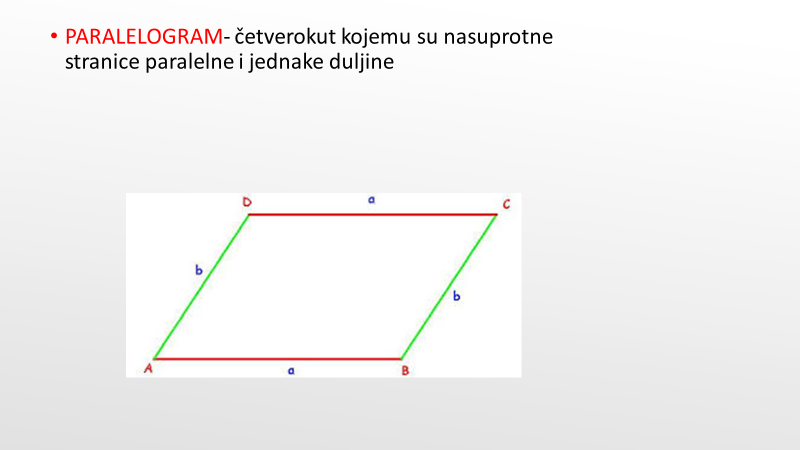 • PARALELOGRAM- četverokut kojemu su nasuprotne
stranice paralelne i jednake duljine
D a C
b
b
A a B